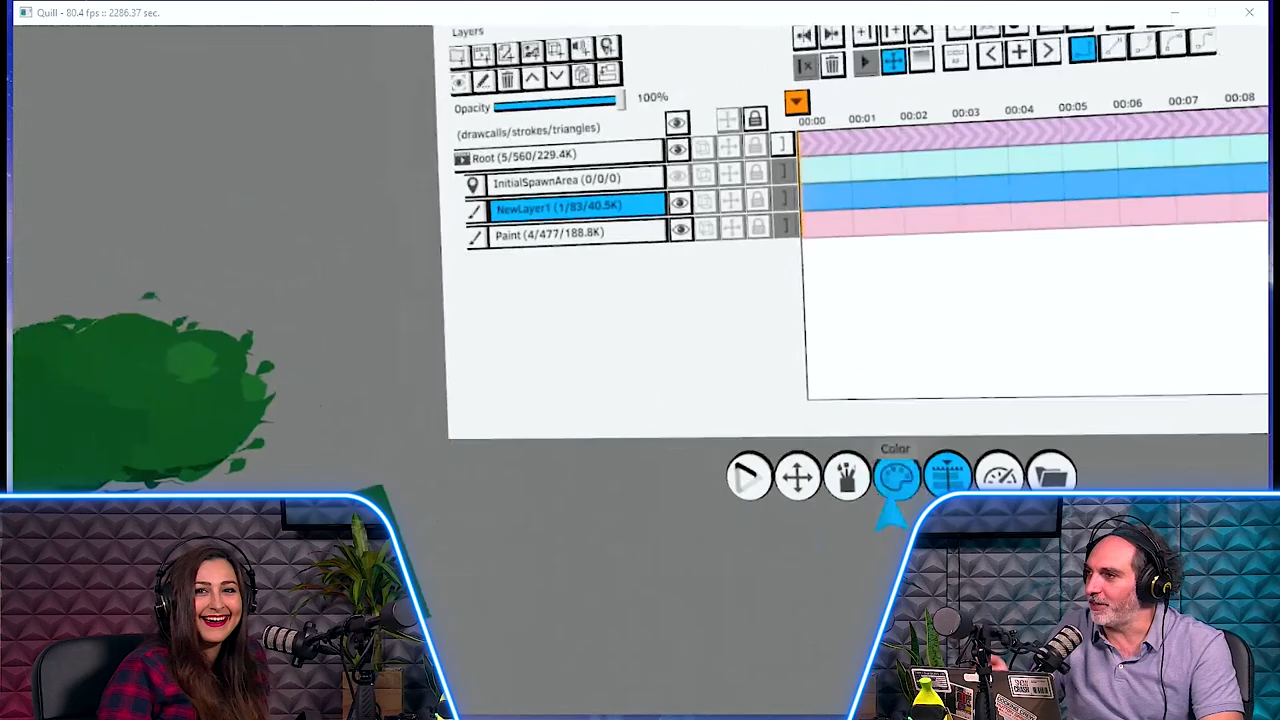 Quill - 80.4 fps :: 2286.37 sec.
Layers
Opacity 100%
(drawcalls/strokes/triangles)
00:00 00:01 00:02 00:03 00:04 00:05 00:06 00:07 00:08
Root (5/560/229.4K)
InitialSpawnArea (0/0/0)
NewLayer1 (1/83/40.5K)
Paint (4/477/188.8K)
Color
SNOW
CRASH